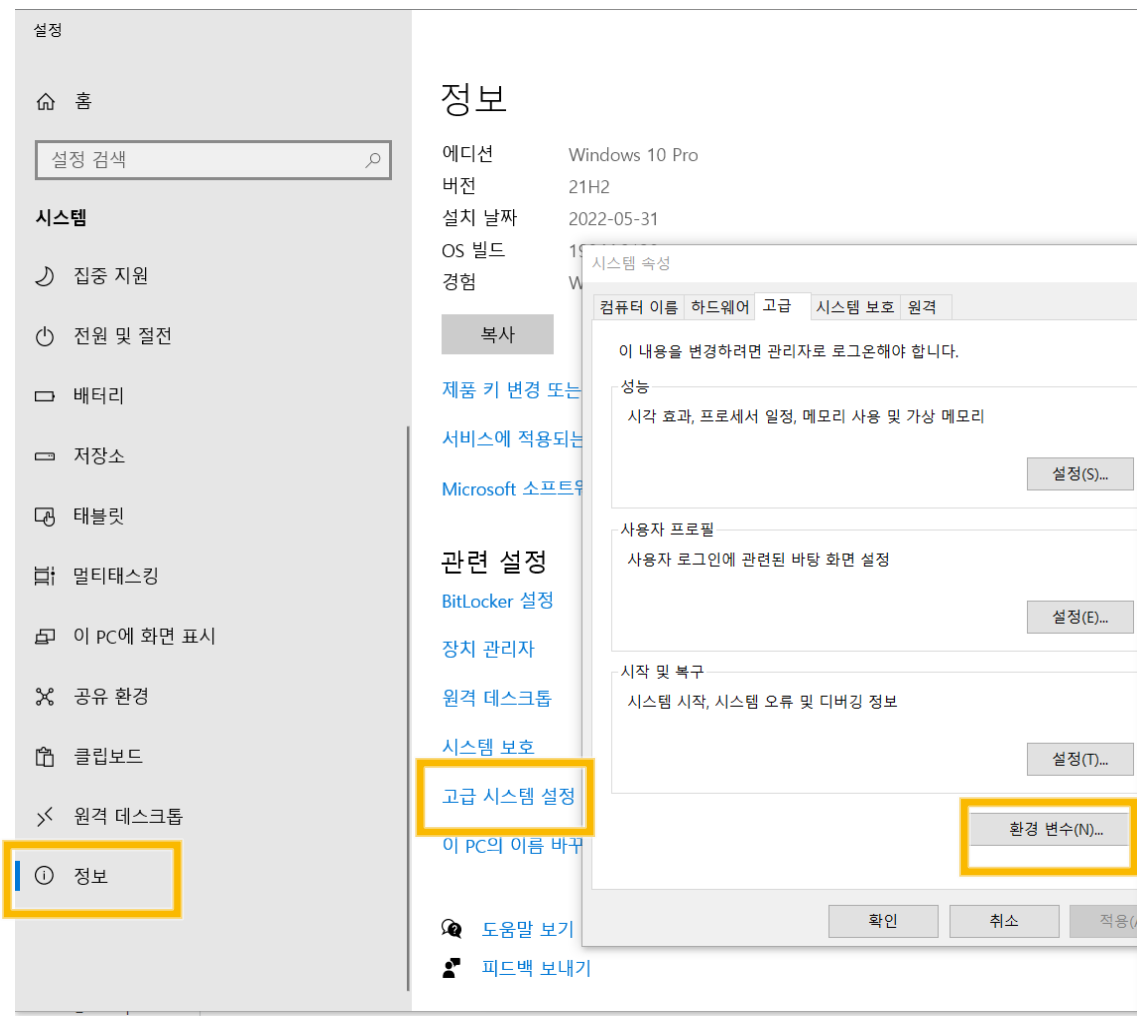 설정
홈
설정 검색
시스템
집중 지원
전원 및 절전
배터리
저장소
태블릿
멀티태스킹
이 PC에 화면 표시
공유 환경
클립보드
원격 데스크톱
정보
정보
에디션 Windows 10 Pro
버전 21H2
설치 날짜 2022-05-31
OS 빌드
경험
복사
제품 키 변경 또는
서비스에 적용되는
Microsoft 소프트웨
관련 설정
BitLocker 설정
장치 관리자
원격 데스크톱
시스템 보호
고급 시스템 설정
이 PC의 이름 바꾸
도움말 보기
피드백 보내기
시스템 속성
컴퓨터 이름 하드웨어 고급 시스템 보호 원격
이 내용을 변경하려면 관리자로 로그온해야 합니다.
성능
시각 효과, 프로세서 일정, 메모리 사용 및 가상 메모리
설정(S)...
사용자 프로필
사용자 로그인에 관련된 바탕 화면 설정
설정(E)...
시작 및 복구
시스템 시작, 시스템 오류 및 디버깅 정보
설정(T)...
환경 변수(N)...
확인 취소 적용(